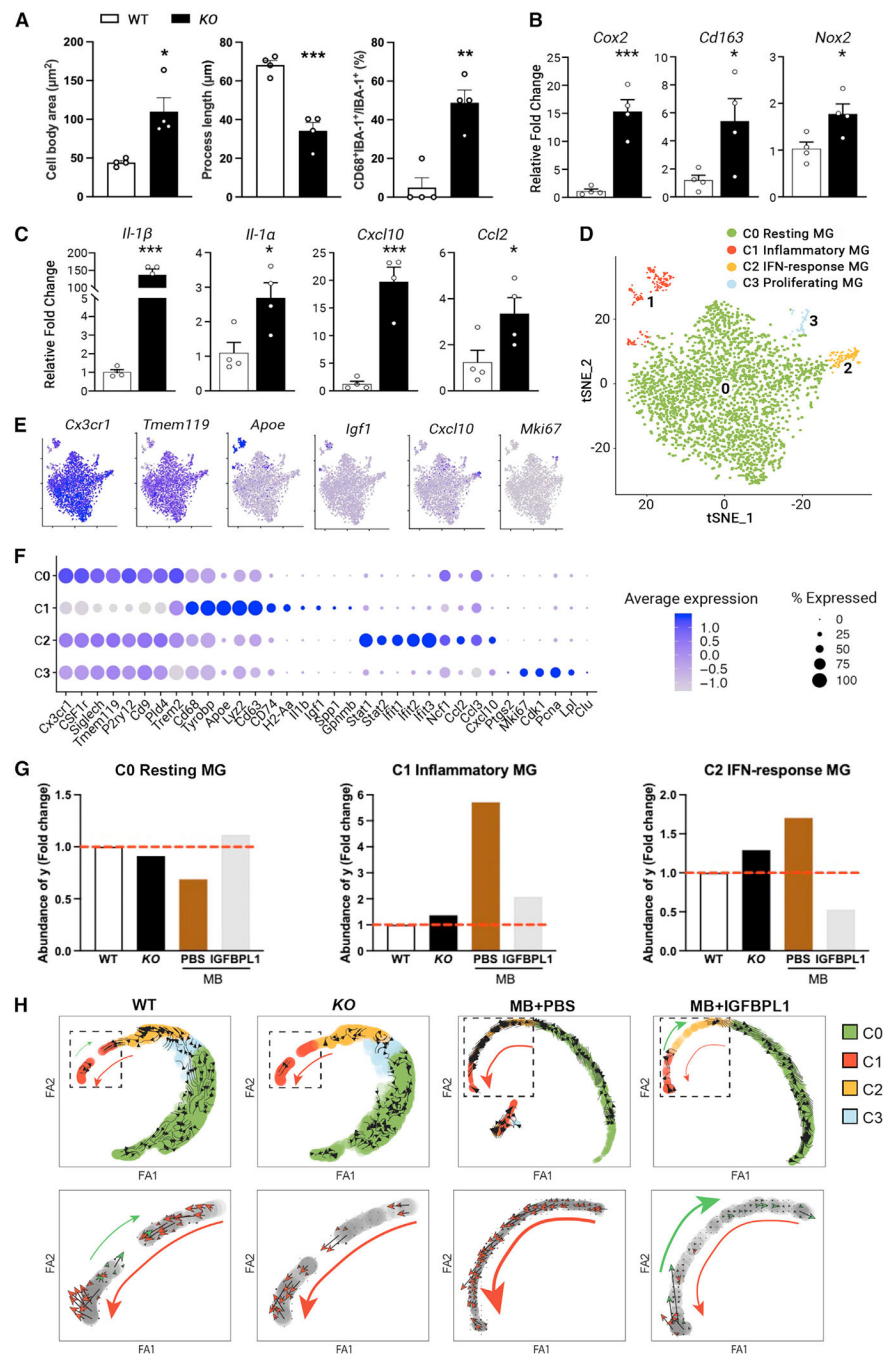 A
WT
KO
Cell body area (μm²)
200
150
100
50
0
*
Process length (μm)
80
60
40
20
0
***
CD68⁺IBA-1⁺/IBA-1⁺ (%)
80
60
40
20
0
**
B
Relative Fold Change
Cox2
20
15
10
5
0
***
Cd163
10
8
6
4
2
0
*
Nox2
3
2
1
0
*
C
Relative Fold Change
Il-1β
200
150
100
50
5
4
3
2
1
0
***
Il-1α
5
4
3
2
1
0
*
Cxcl10
25
20
15
10
5
0
***
Ccl2
6
4
2
0
*
D
C0 Resting MG
C1 Inflammatory MG
C2 IFN-response MG
C3 Proliferating MG
1
3
2
0
tSNE_2
20
0
-20
20
0
-20
tSNE_1
E
Cx3cr1
Tmem119
Apoe
Igf1
Cxcl10
Mki67
F
C0
C1
C2
C3
Cx3cr1
CSF1r
Siglech
Tmem119
P2ry12
Cd9
Pld4
Trem2
Cd68
Tyrobp
Apoe
Lyz2
Cd63
CD74
H2-Aa
Il1b
Igf1
Spp1
Gpnmb
Stat1
Stat2
Ifit1
Ifit2
Ifit3
Ncf1
Ccl2
Ccl3
Cxcl10
Ptgs2
Mki67
Cdk1
Pcna
Lpl
Clu
Average expression
1.0
0.5
0.0
−0.5
−1.0
% Expressed
0
25
50
75
100
G
C0 Resting MG
Abundance of y (Fold change)
1.5
1.0
0.5
0.0
WT
KO
PBS
IGFBPL1
MB
C1 Inflammatory MG
Abundance of y (Fold change)
6
5
4
3
2
1
0
WT
KO
PBS
IGFBPL1
MB
C2 IFN-response MG
Abundance of y (Fold change)
2.0
1.5
1.0
0.5
0.0
WT
KO
PBS
IGFBPL1
MB
H
WT
KO
MB+PBS
MB+IGFBPL1
FA2
FA1
FA2
FA1
FA2
FA1
FA2
FA1
C0
C1
C2
C3
FA2
FA1
FA2
FA1
FA2
FA1
FA2
FA1